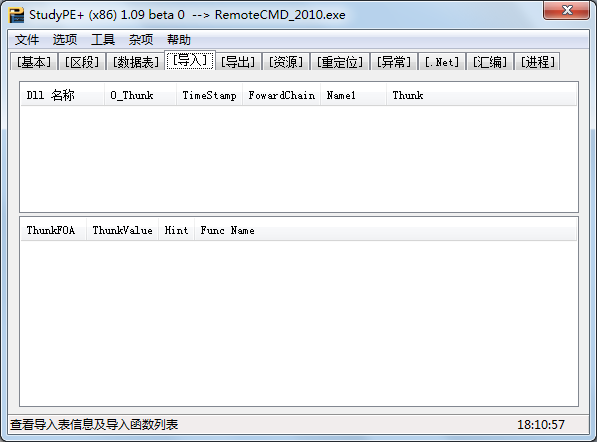 StudyPE+ (x86) 1.09 beta 0 --> RemoteCMD_2010.exe
文件 选项 工具 杂项 帮助
[基本] [区段] [数据表] [导入] [导出] [资源] [重定位] [异常] [.Net] [汇编] [进程]
Dll 名称 O_Thunk TimeStamp FowardChain Name1 Thunk
ThunkFOA ThunkValue Hint Func Name
查看导入表信息及导入函数列表 18:10:57